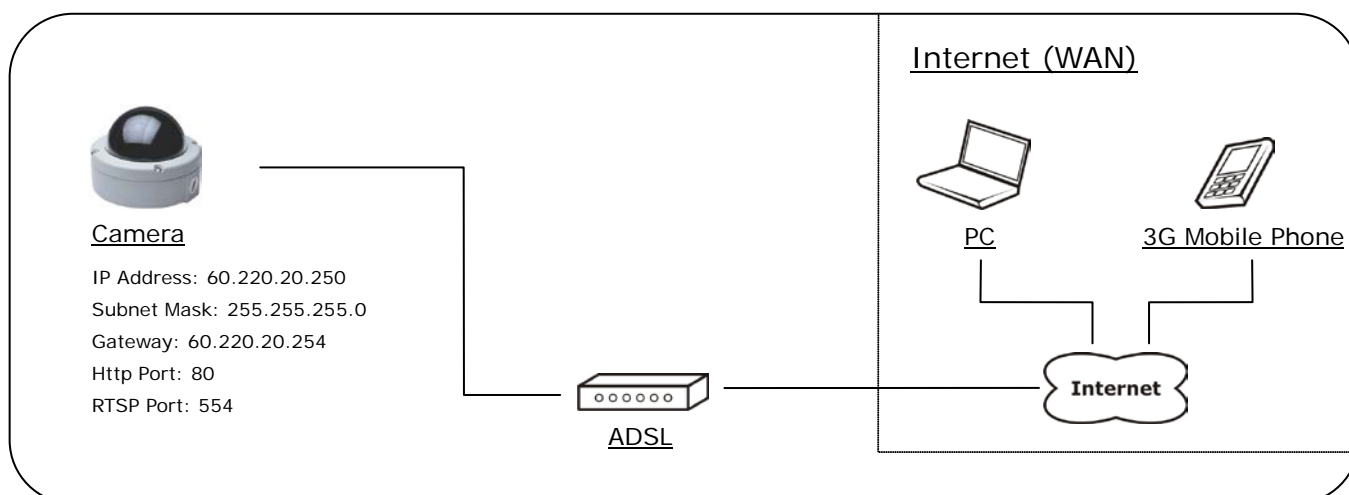 Internet (WAN)
Camera
IP Address: 60.220.20.250
Subnet Mask: 255.255.255.0
Gateway: 60.220.20.254
Http Port: 80
RTSP Port: 554
PC
3G Mobile Phone
ADSL
Internet